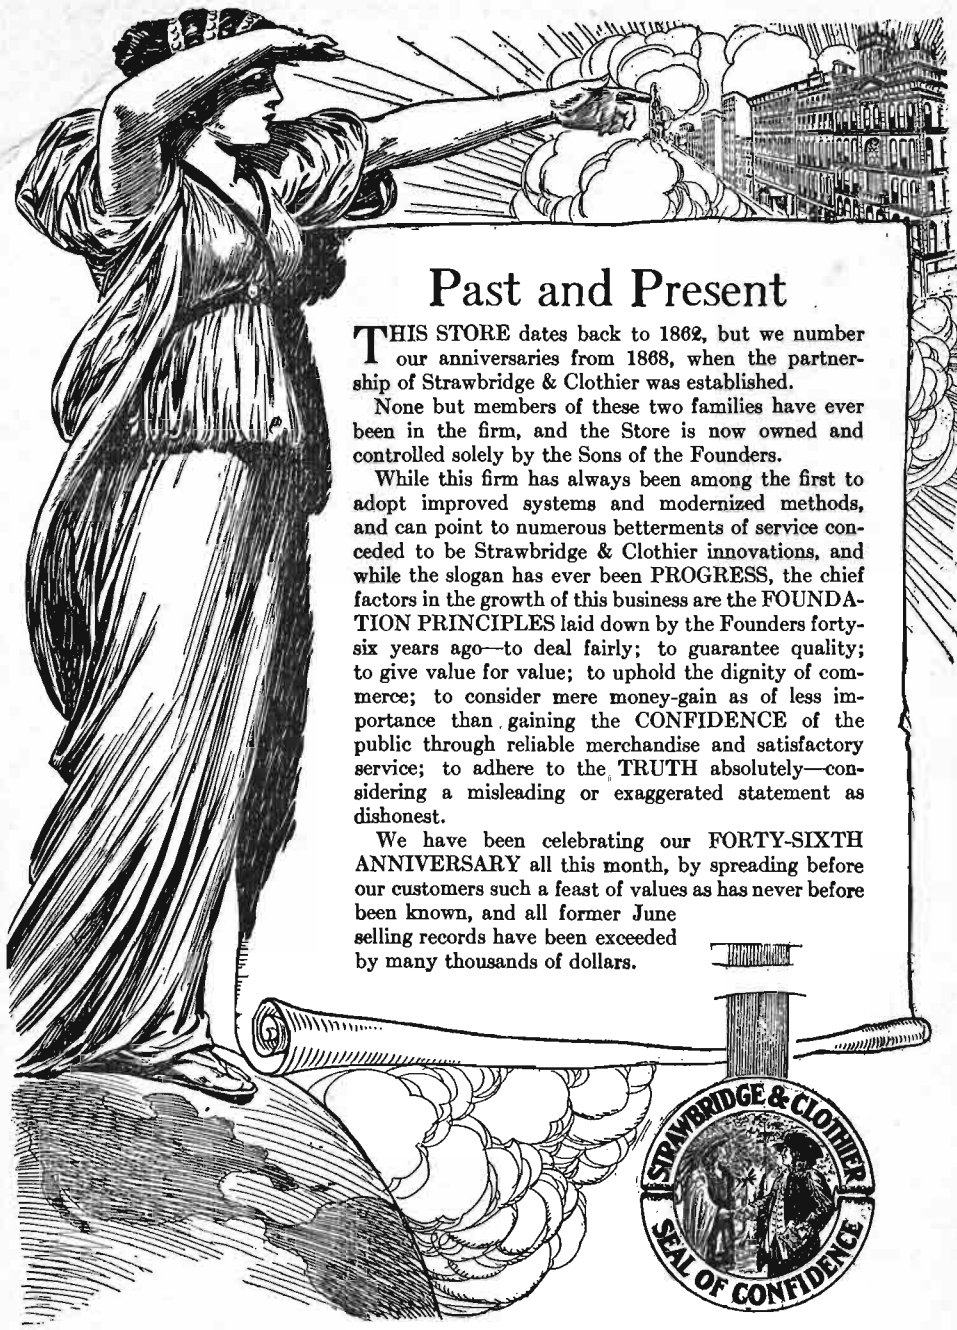 Past and Present
THIS STORE dates back to 1862, but we number
our anniversaries from 1868, when the partner-
ship of Strawbridge & Clothier was established.
None but members of these two families have ever
been in the firm, and the Store is now owned and
controlled solely by the Sons of the Founders.
While this firm has always been among the first to
adopt improved systems and modernized methods,
and can point to numerous betterments of service con-
ceded to be Strawbridge & Clothier innovations, and
while the slogan has ever been PROGRESS, the chief
factors in the growth of this business are the FOUNDA-
TION PRINCIPLES laid down by the Founders forty-
six years ago—to deal fairly; to guarantee quality;
to give value for value; to uphold the dignity of com-
merce; to consider mere money-gain as of less im-
portance than gaining the CONFIDENCE of the
public through reliable merchandise and satisfactory
service; to adhere to the TRUTH absolutely—con-
sidering a misleading or exaggerated statement as
dishonest.
We have been celebrating our FORTY-SIXTH
ANNIVERSARY all this month, by spreading before
our customers such a feast of values as has never before
been known, and all former June
selling records have been exceeded
by many thousands of dollars.
STRAWBRIDGE & CLOTHIER
SEAL OF CONFIDENCE